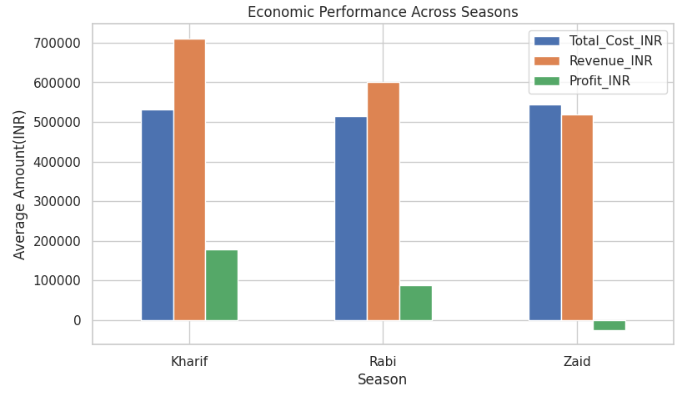 Economic Performance Across Seasons
Total_Cost_INR
Revenue_INR
Profit_INR
Average Amount(INR)
700000
600000
500000
400000
300000
200000
100000
0
Kharif
Rabi
Zaid
Season